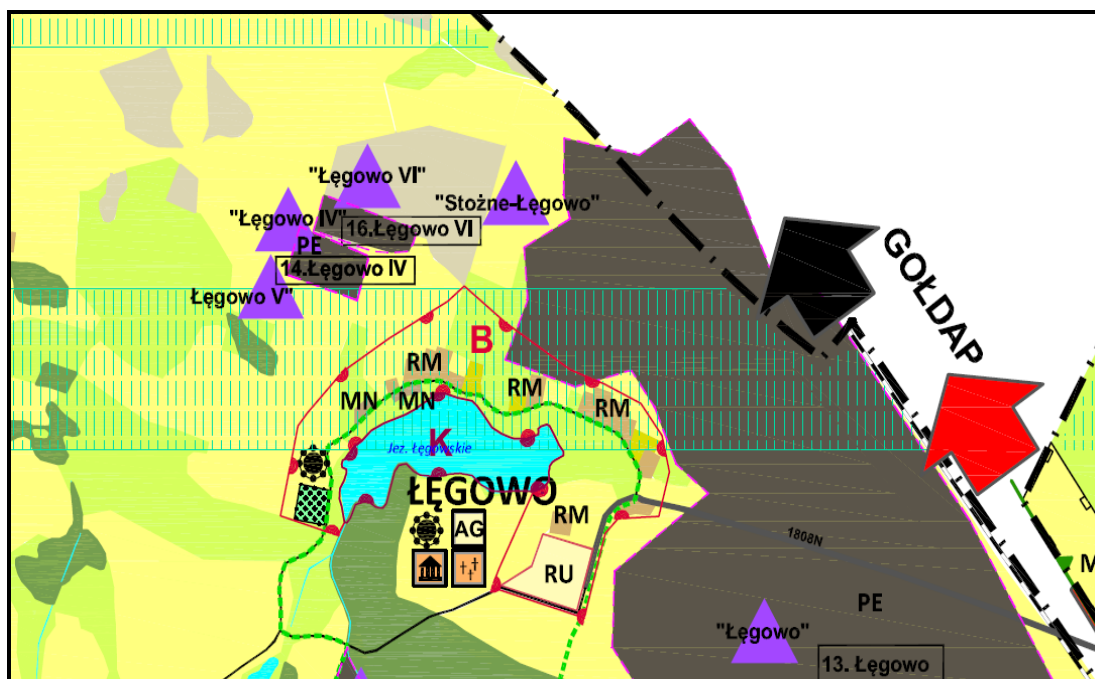 "Łęgowo VI"
"Stożne-Łęgowo"
"Łęgowo IV"
16.Łęgowo VI
PE
14.Łęgowo IV
Łęgowo V"
GOŁDAP
B
RM
RM
MN
MN
RM
K
Jez. Łęgowskie
ŁĘGOWO
RM
AG
1808N
RU
M
PE
"Łęgowo"
13. Łęgowo